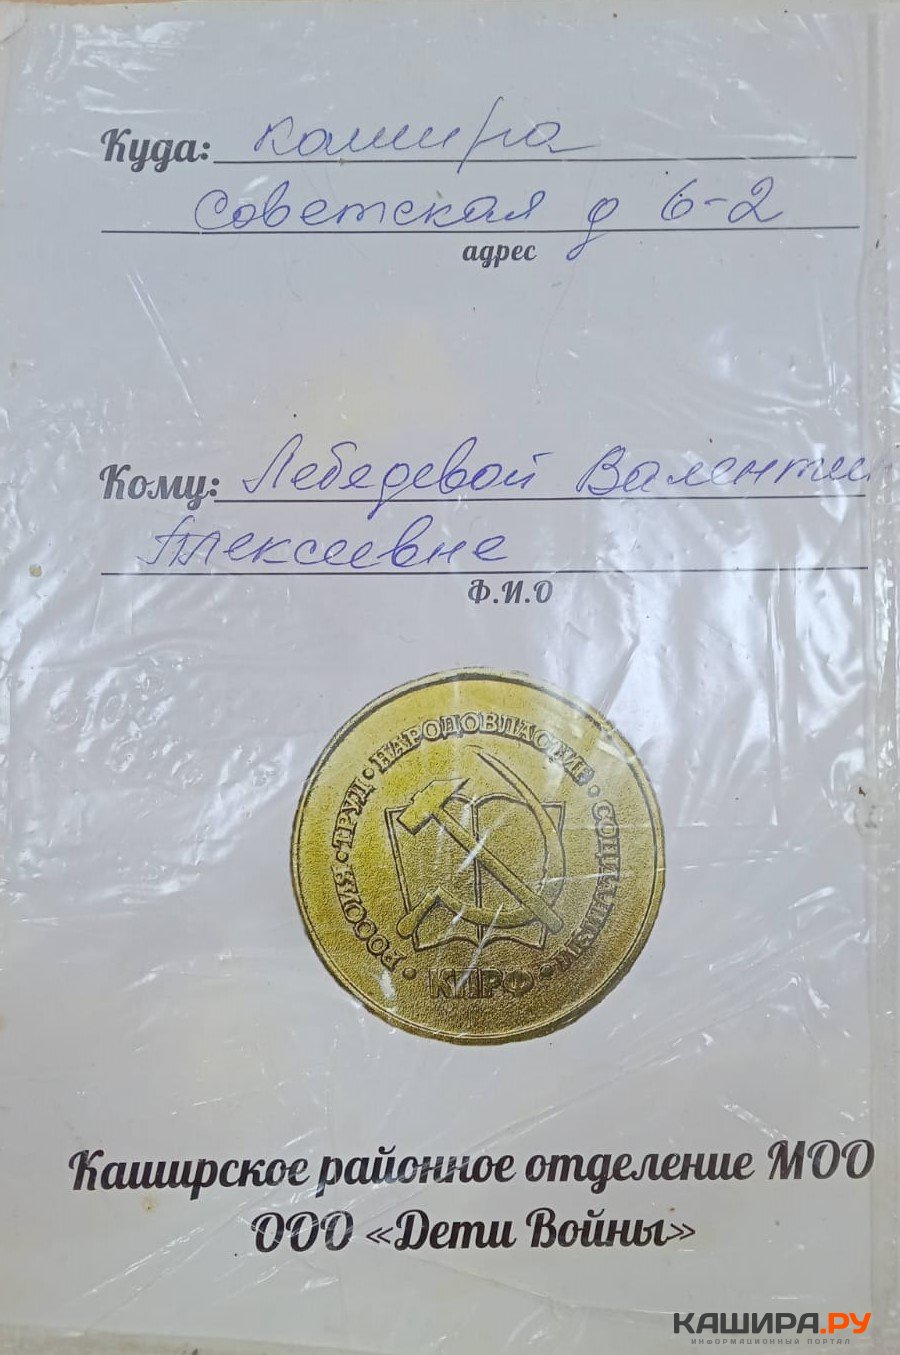 Куда: Кашира
Советская д 6-2
адрес
Кому: Лебедевой Валентин
Алексеевне
Ф.И.О
РОССИЯ · ТРУД · НАРОДОВЛАСТИЕ · СОЦИАЛИЗМ ·
КПРФ
Каширское районное отделение МОО
ООО «Дети Войны»
КАШИРА.РУ
ИНФОРМАЦИОННЫЙ ПОРТАЛ